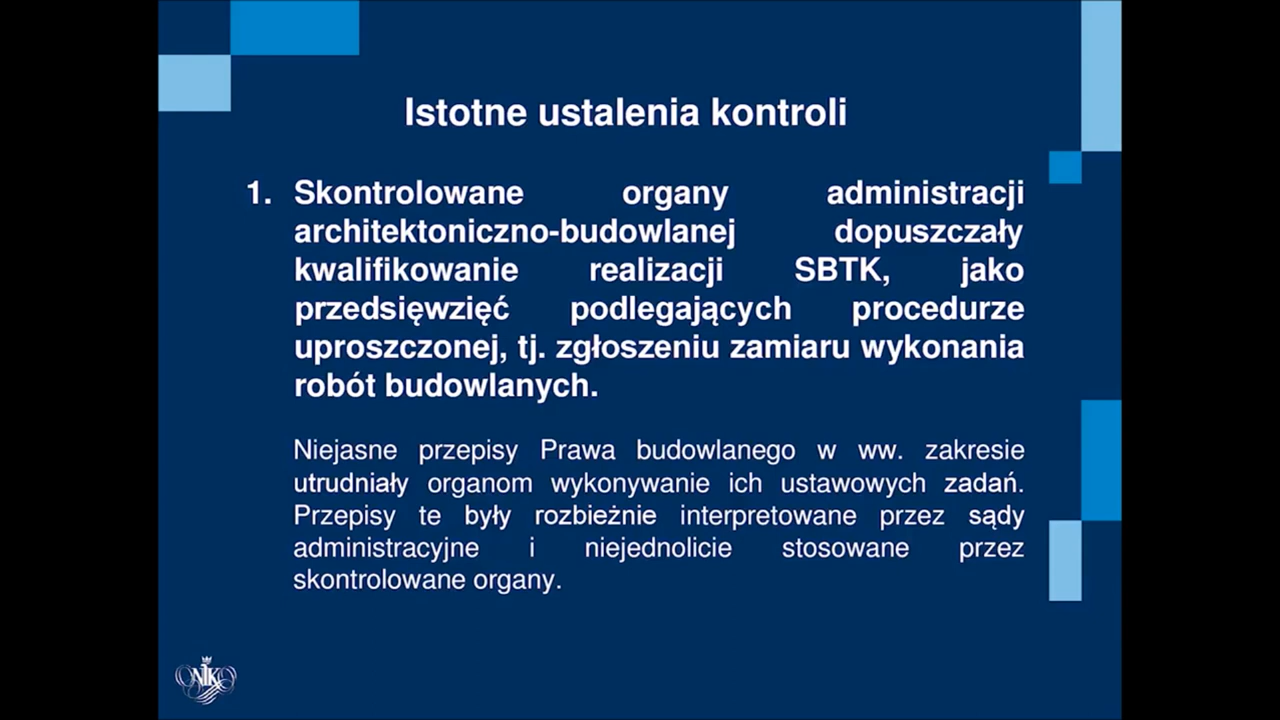 Istotne ustalenia kontroli
1. Skontrolowane organy administracji
architektoniczno-budowlanej dopuszczały
kwalifikowanie realizacji SBTK, jako
przedsięwzięć podlegających procedurze
uproszczonej, tj. zgłoszeniu zamiaru wykonania
robót budowlanych.
Niejasne przepisy Prawa budowlanego w ww. zakresie
utrudniały organom wykonywanie ich ustawowych zadań.
Przepisy te były rozbieżnie interpretowane przez sądy
administracyjne i niejednolicie stosowane przez
skontrolowane organy.
NIK